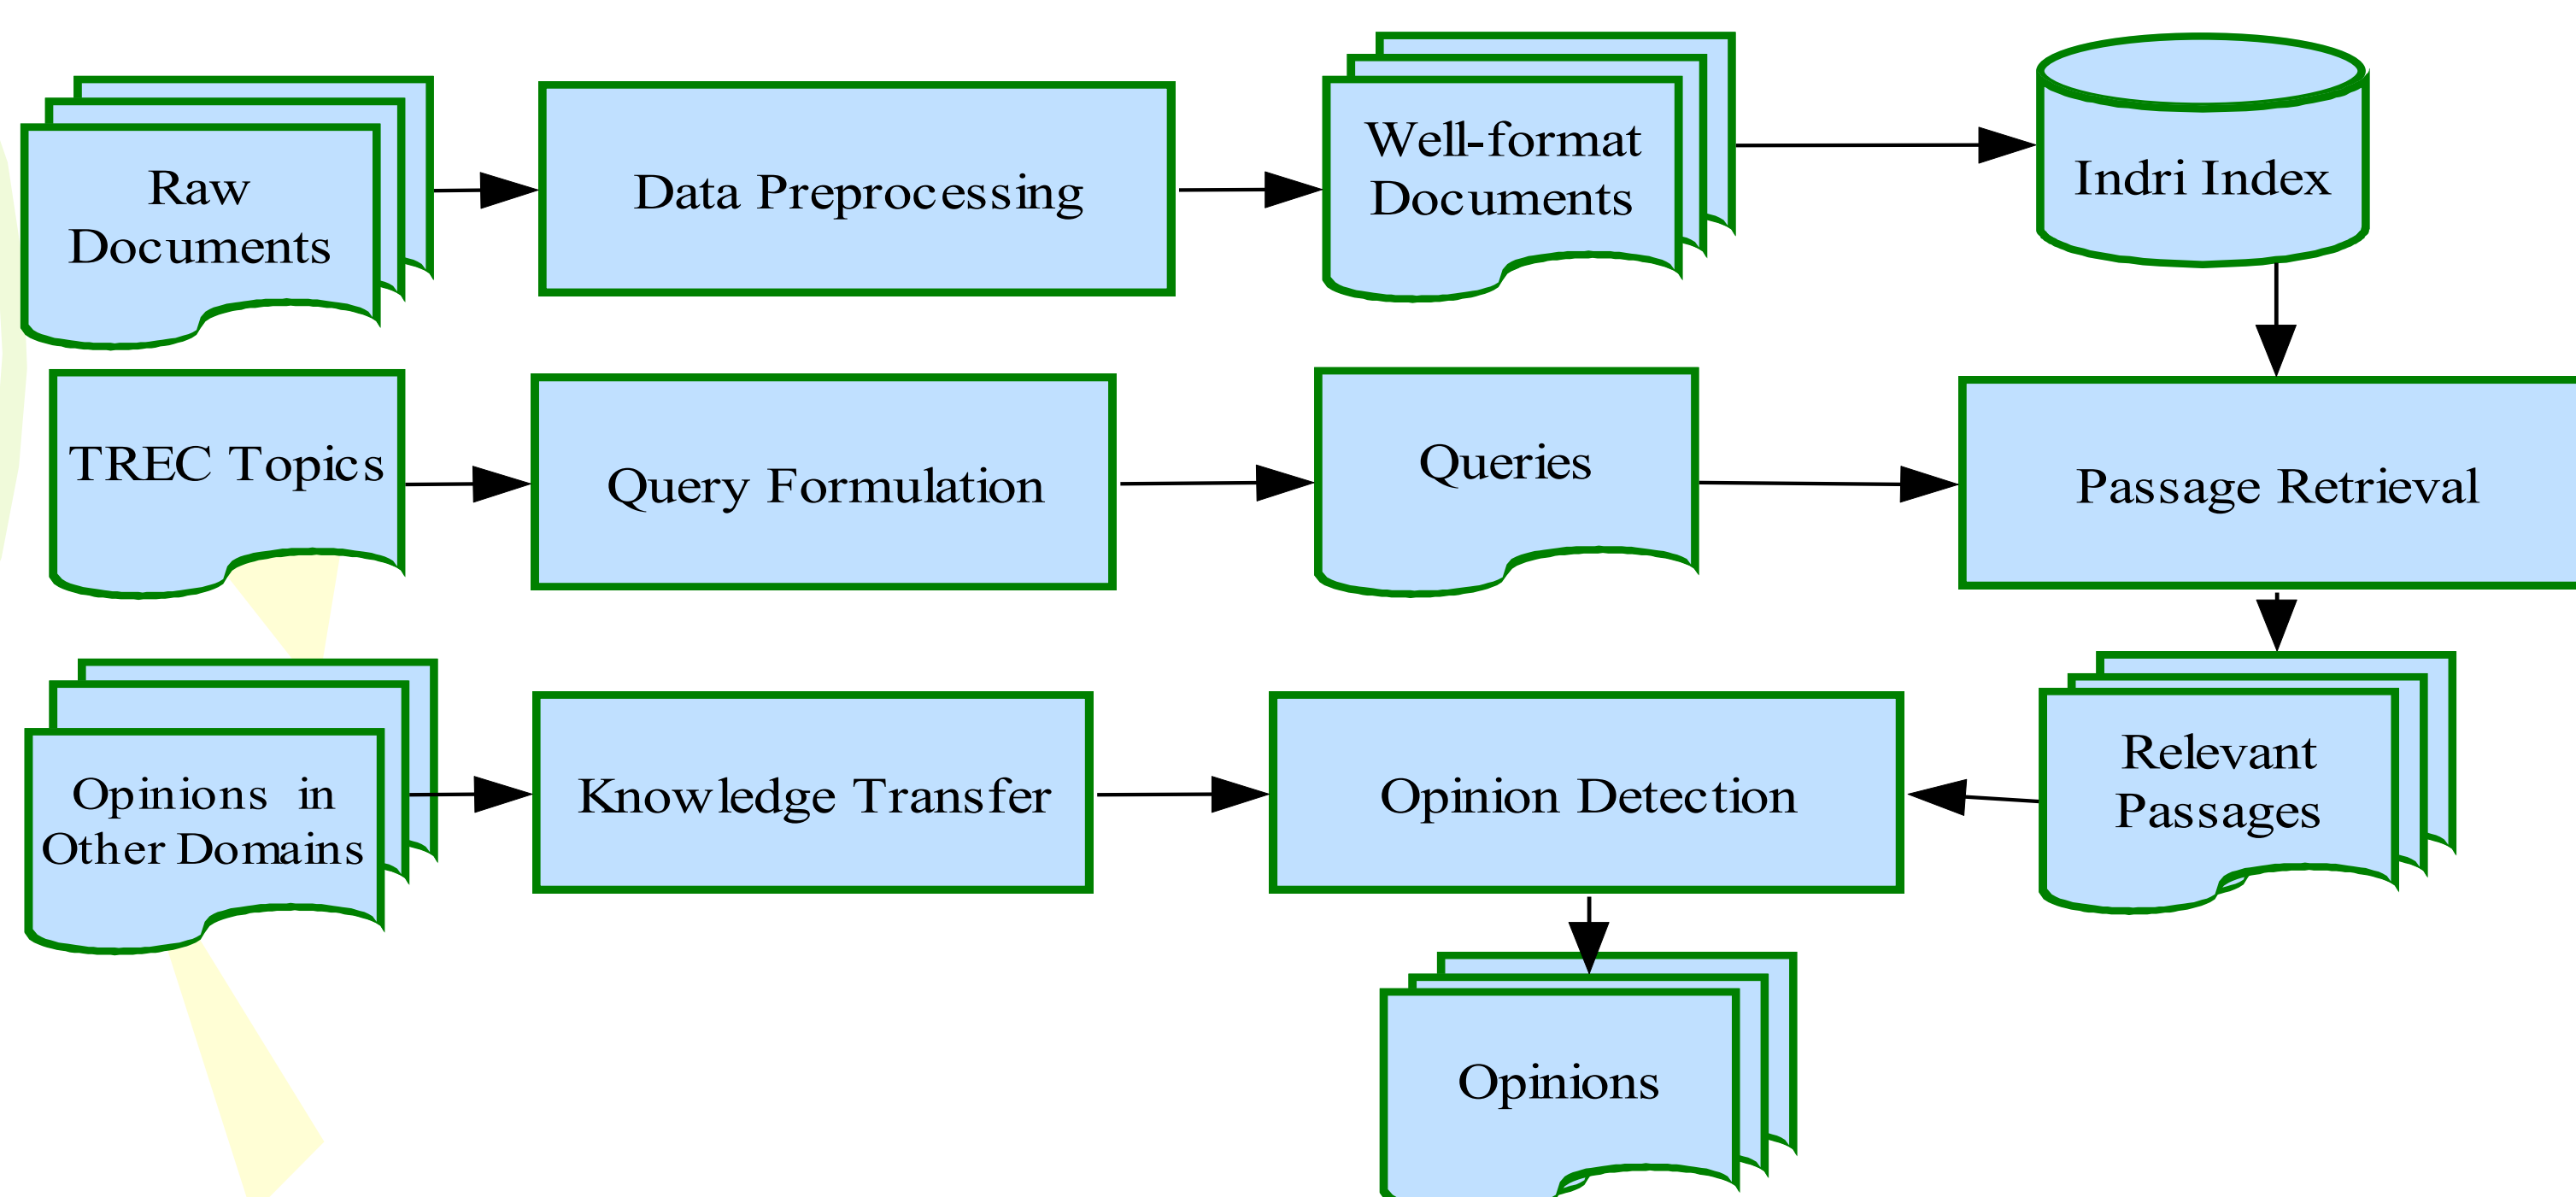 Raw
Documents
Data Preprocessing
Well-format
Documents
Indri Index
TREC Topics
Query Formulation
Queries
Passage Retrieval
Opinions in
Other Domains
Knowledge Transfer
Opinion Detection
Relevant
Passages
Opinions